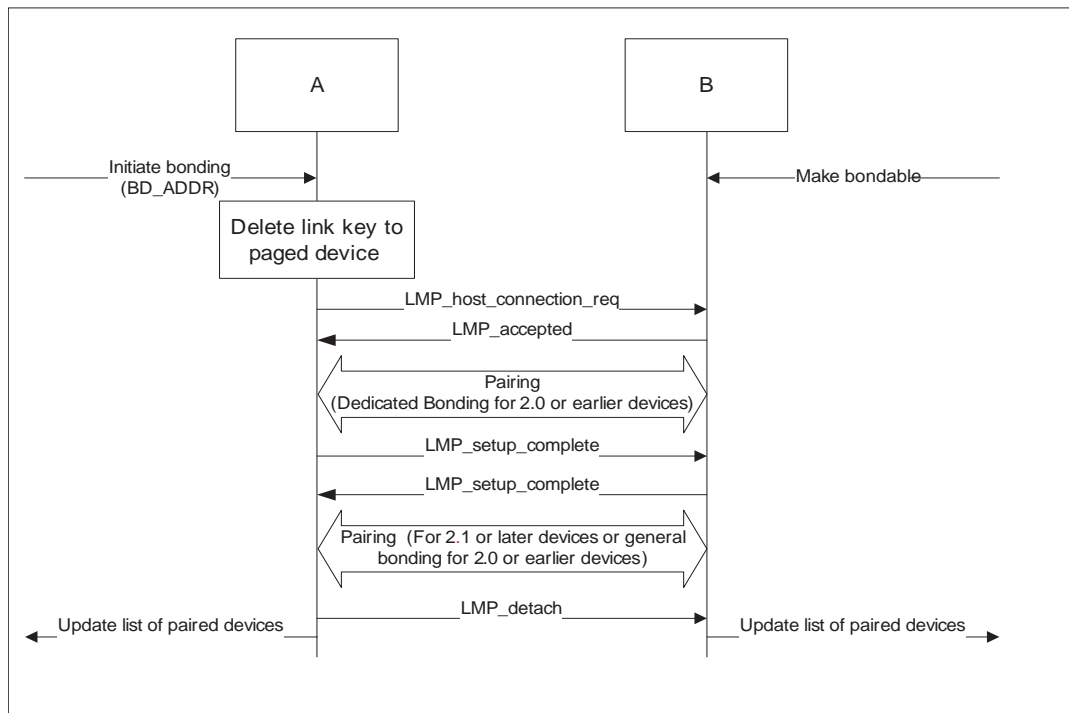 A
B
Initiate bonding
(BD_ADDR)
Make bondable
Delete link key to
paged device
LMP_host_connection_req
LMP_accepted
Pairing
(Dedicated Bonding for 2.0 or earlier devices)
LMP_setup_complete
LMP_setup_complete
Pairing (For 2.1 or later devices or general
bonding for 2.0 or earlier devices)
LMP_detach
Update list of paired devices
Update list of paired devices